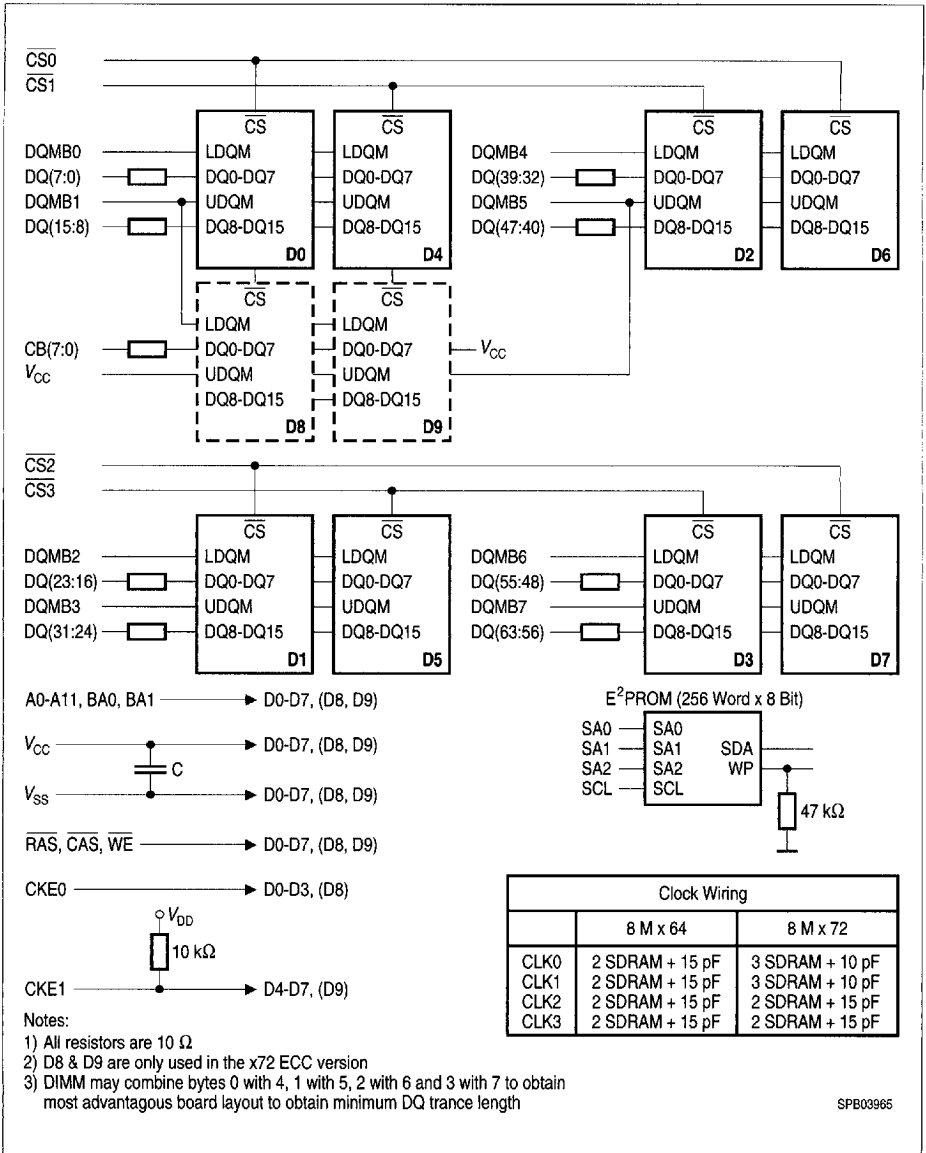 CS0
CS1
CS CS CS CS
DQMB0 LDQM LDQM DQMB4 LDQM LDQM
DQ(7:0) DQ0-DQ7 DQ0-DQ7 DQ(39:32) DQ0-DQ7 DQ0-DQ7
DQMB1 UDQM UDQM DQMB5 UDQM UDQM
DQ(15:8) DQ8-DQ15 DQ8-DQ15 DQ(47:40) DQ8-DQ15 DQ8-DQ15
D0 D4 D2 D6
CS CS
LDQM LDQM
CB(7:0) DQ0-DQ7 DQ0-DQ7 VCC
VCC UDQM UDQM
DQ8-DQ15 DQ8-DQ15
D8 D9
CS2
CS3
CS CS CS CS
DQMB2 LDQM LDQM DQMB6 LDQM LDQM
DQ(23:16) DQ0-DQ7 DQ0-DQ7 DQ(55:48) DQ0-DQ7 DQ0-DQ7
DQMB3 UDQM UDQM DQMB7 UDQM UDQM
DQ(31:24) DQ8-DQ15 DQ8-DQ15 DQ(63:56) DQ8-DQ15 DQ8-DQ15
D1 D5 D3 D7
A0-A11, BA0, BA1 D0-D7, (D8, D9)
VCC D0-D7, (D8, D9)
C
VSS D0-D7, (D8, D9)
RAS, CAS, WE D0-D7, (D8, D9)
CKE0 D0-D3, (D8)
VDD
10 kΩ
CKE1 D4-D7, (D9)
E²PROM (256 Word x 8 Bit)
SA0 SA0
SA1 SA1 SDA
SA2 SA2 WP
SCL SCL
47 kΩ
Clock Wiring
8 M x 64 8 M x 72
CLK0 2 SDRAM + 15 pF 3 SDRAM + 10 pF
CLK1 2 SDRAM + 15 pF 3 SDRAM + 10 pF
CLK2 2 SDRAM + 15 pF 2 SDRAM + 15 pF
CLK3 2 SDRAM + 15 pF 2 SDRAM + 15 pF
Notes:
1) All resistors are 10 Ω
2) D8 & D9 are only used in the x72 ECC version
3) DIMM may combine bytes 0 with 4, 1 with 5, 2 with 6 and 3 with 7 to obtain
most advantagous board layout to obtain minimum DQ trance length
SPB03965